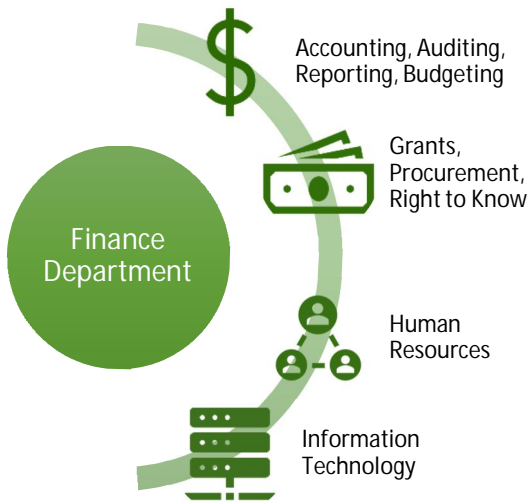 Accounting, Auditing,
Reporting, Budgeting
Grants,
Procurement,
Right to Know
Finance
Department
Human
Resources
Information
Technology